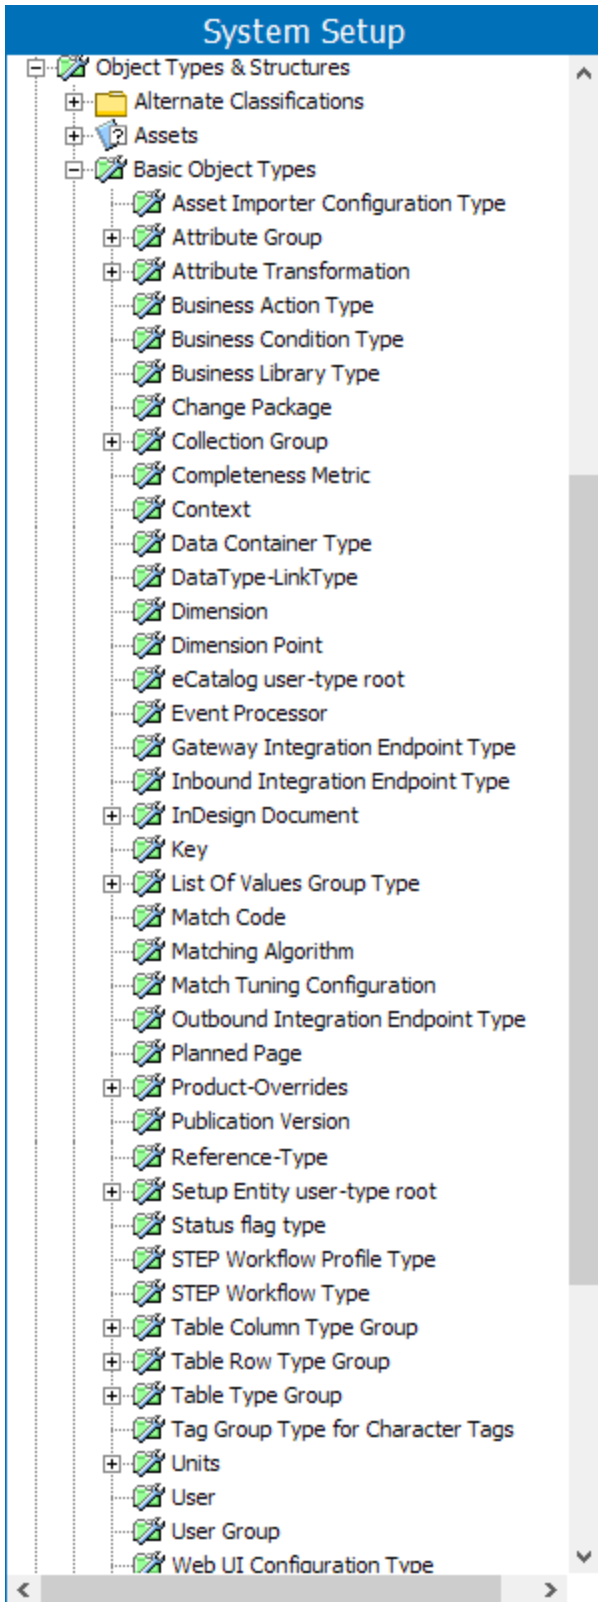 System Setup
Object Types & Structures
Alternate Classifications
Assets
Basic Object Types
Asset Importer Configuration Type
Attribute Group
Attribute Transformation
Business Action Type
Business Condition Type
Business Library Type
Change Package
Collection Group
Completeness Metric
Context
Data Container Type
DataType-LinkType
Dimension
Dimension Point
eCatalog user-type root
Event Processor
Gateway Integration Endpoint Type
Inbound Integration Endpoint Type
InDesign Document
Key
List Of Values Group Type
Match Code
Matching Algorithm
Match Tuning Configuration
Outbound Integration Endpoint Type
Planned Page
Product-Overrides
Publication Version
Reference-Type
Setup Entity user-type root
Status flag type
STEP Workflow Profile Type
STEP Workflow Type
Table Column Type Group
Table Row Type Group
Table Type Group
Tag Group Type for Character Tags
Units
User
User Group
Web UI Configuration Type